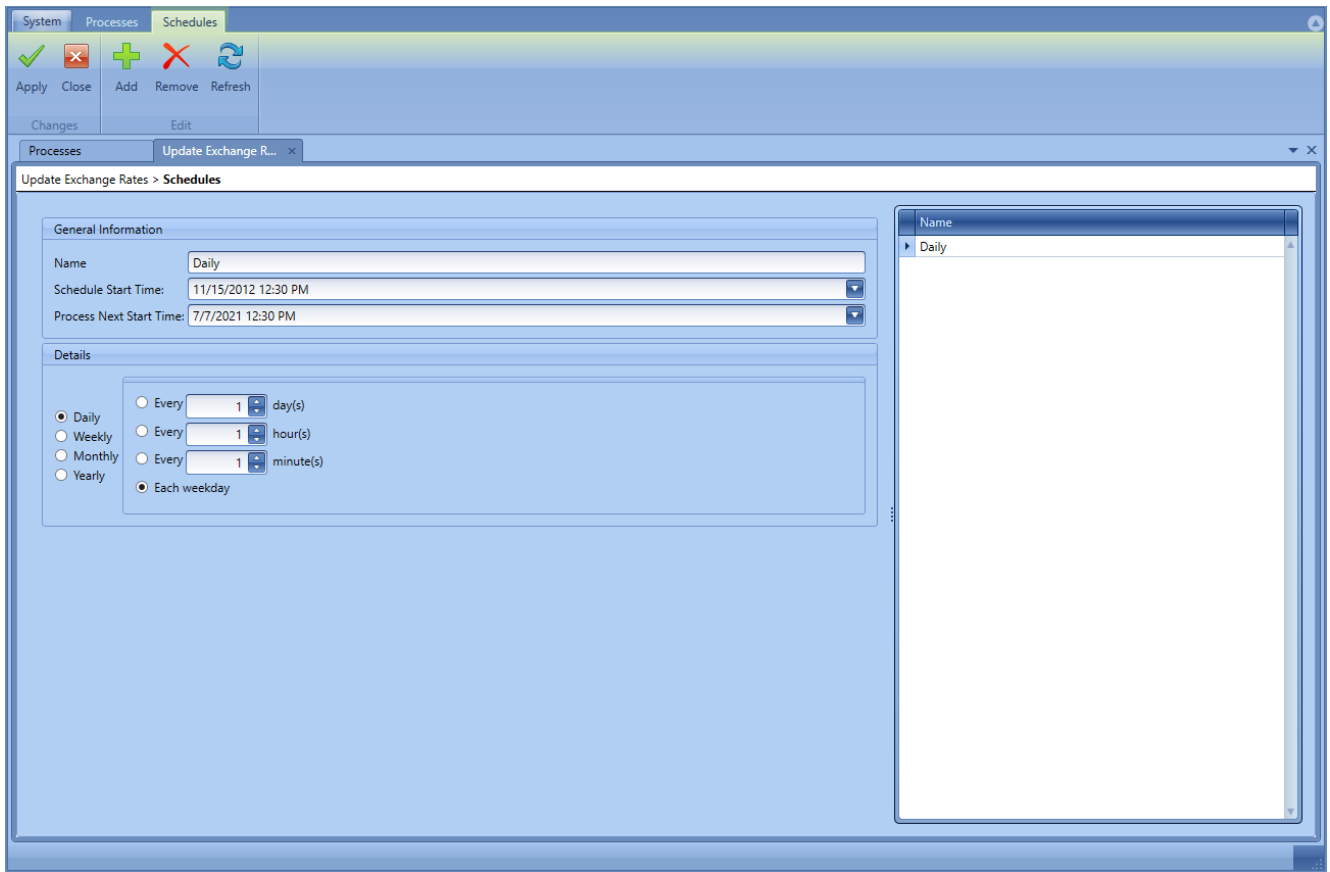 System Processes Schedules
Apply Close Add Remove Refresh
Changes Edit
Processes Update Exchange R... ×
Update Exchange Rates > Schedules
General Information
Name Daily
Schedule Start Time: 11/15/2012 12:30 PM
Process Next Start Time: 7/7/2021 12:30 PM
Details
Daily
Weekly
Monthly
Yearly
Every 1 day(s)
Every 1 hour(s)
Every 1 minute(s)
Each weekday
Name
Daily